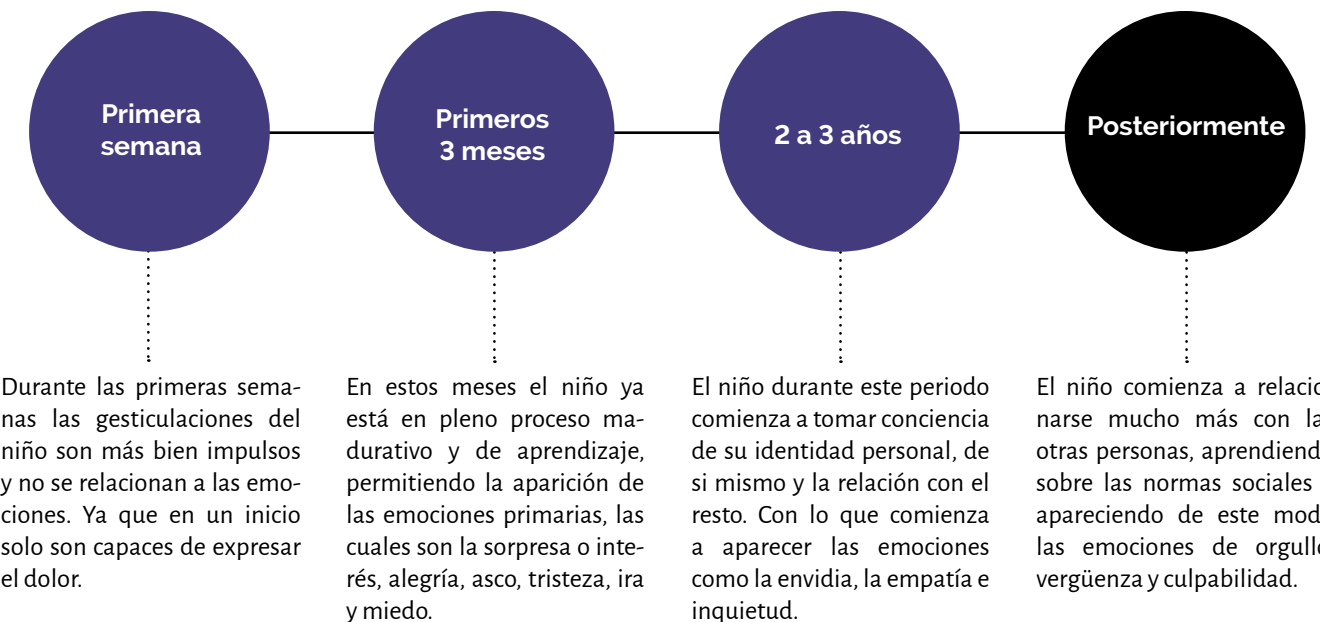 Primera
semana
Primeros
3 meses
2 a 3 años
Posteriormente
Durante las primeras sema-
nas las gesticulaciones del
niño son más bien impulsos
y no se relacionan a las emo-
ciones. Ya que en un inicio
solo son capaces de expresar
el dolor.
En estos meses el niño ya
está en pleno proceso ma-
durativo y de aprendizaje,
permitiendo la aparición de
las emociones primarias, las
cuales son la sorpresa o inte-
rés, alegría, asco, tristeza, ira
y miedo.
El niño durante este periodo
comienza a tomar conciencia
de su identidad personal, de
si mismo y la relación con el
resto. Con lo que comienza
a aparecer las emociones
como la envidia, la empatía e
inquietud.
El niño comienza a relacio
narse mucho más con la
otras personas, aprendiend
sobre las normas sociales
apareciendo de este mod
las emociones de orgull
vergüenza y culpabilidad.